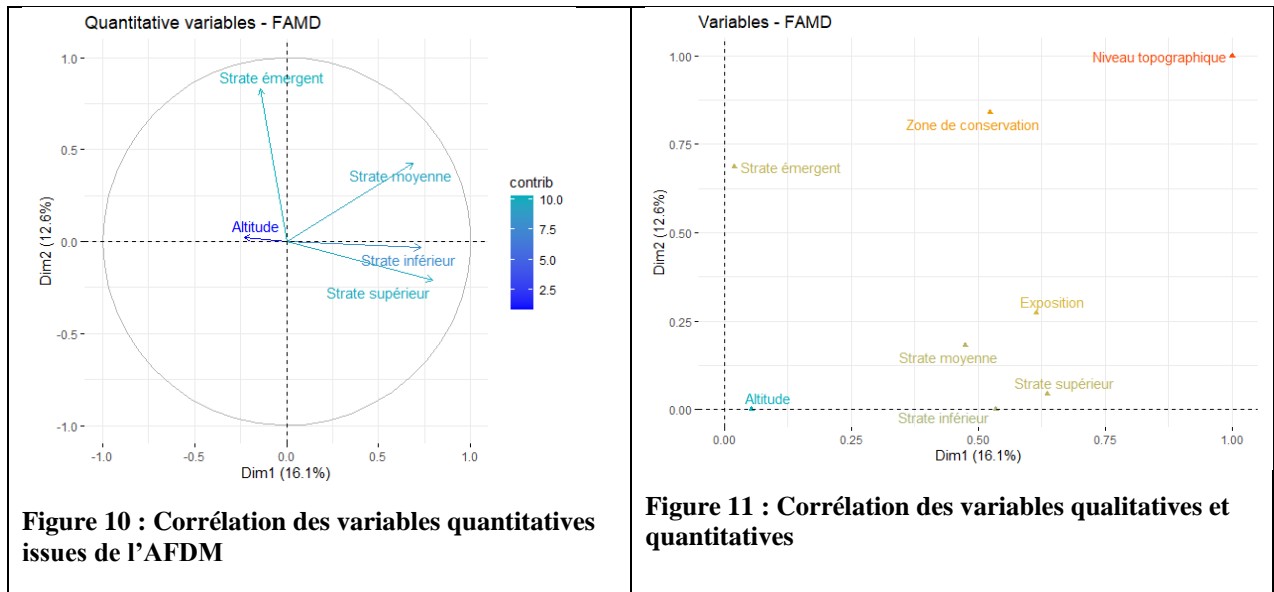 Quantitative variables - FAMD
1.0
0.5
0.0
-0.5
-1.0
Dim2 (12.6%)
Strate émergent
Strate moyenne
Altitude
Strate inférieur
Strate supérieur
-1.0
-0.5
0.0
0.5
1.0
Dim1 (16.1%)
contrib
10.0
7.5
5.0
2.5
Figure 10 : Corrélation des variables quantitatives
issues de l’AFDM
Variables - FAMD
1.00
0.75
0.50
0.25
0.00
Dim2 (12.6%)
Niveau topographique
Zone de conservation
Strate émergent
Exposition
Strate moyenne
Strate supérieur
Altitude
Strate inférieur
0.00
0.25
0.50
0.75
1.00
Dim1 (16.1%)
Figure 11 : Corrélation des variables qualitatives et
quantitatives